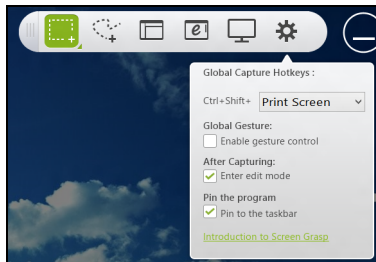 Global Capture Hotkeys :
Ctrl+Shift+ Print Screen
Global Gesture:
Enable gesture control
After Capturing:
Enter edit mode
Pin the program
Pin to the taskbar
Introduction to Screen Grasp